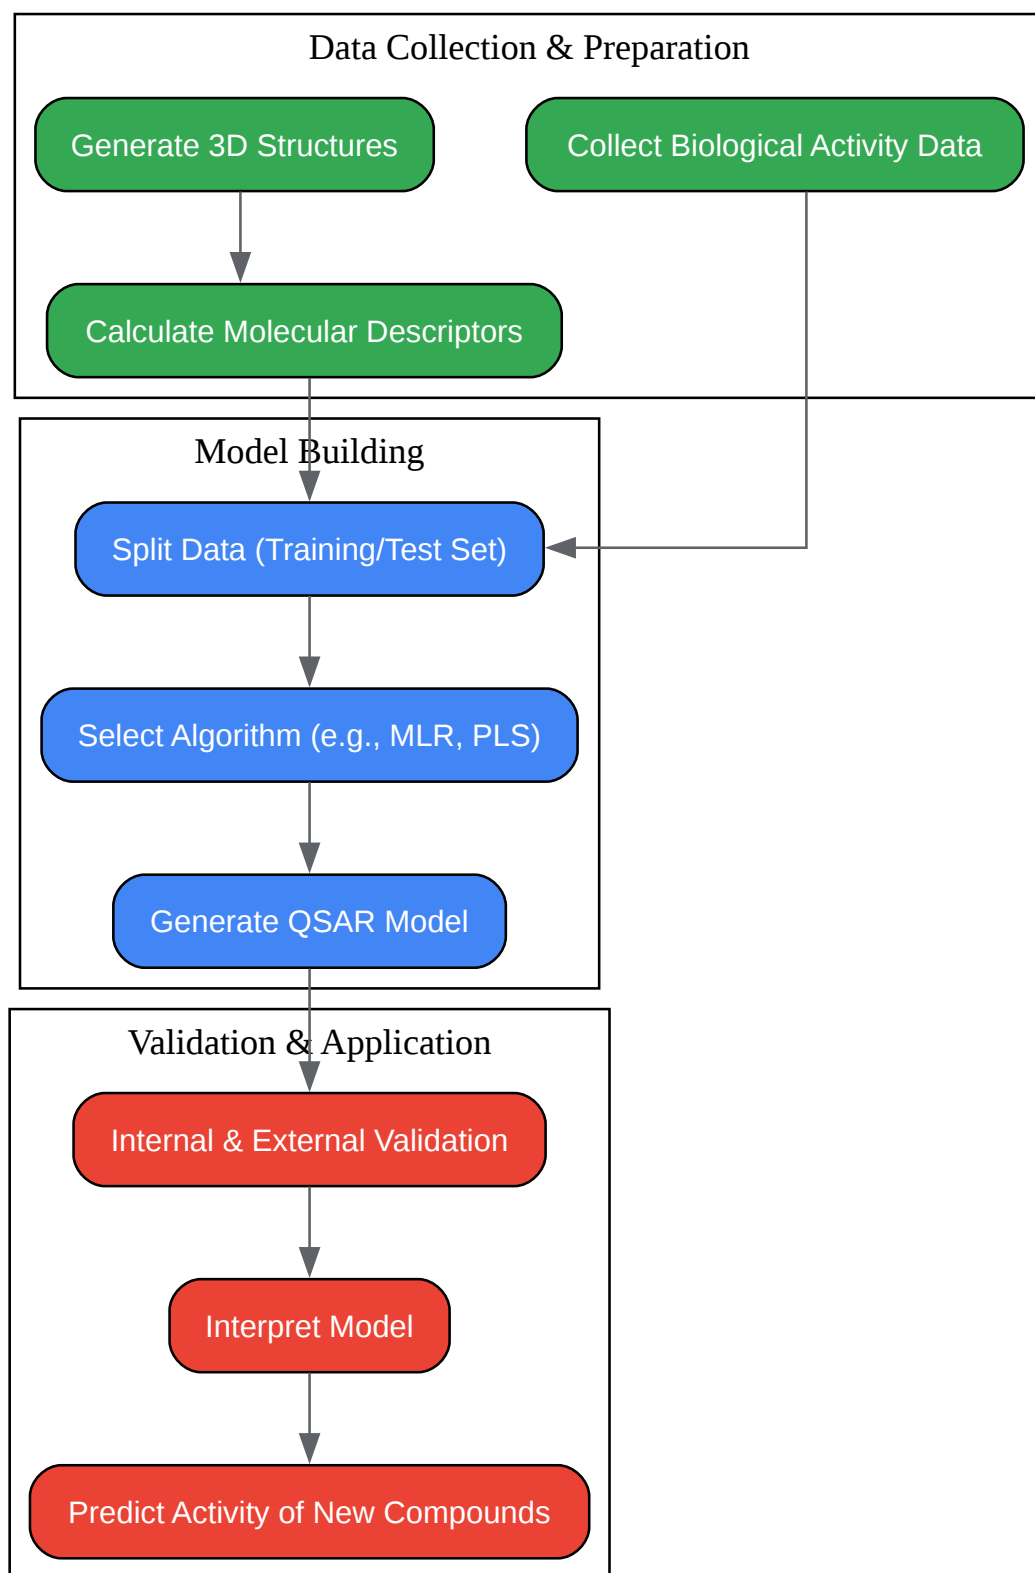 Data Collection & Preparation
Generate 3D Structures
Collect Biological Activity Data
Calculate Molecular Descriptors
Model Building
Split Data (Training/Test Set)
Select Algorithm (e.g., MLR, PLS)
Generate QSAR Model
Validation & Application
Internal & External Validation
Interpret Model
Predict Activity of New Compounds